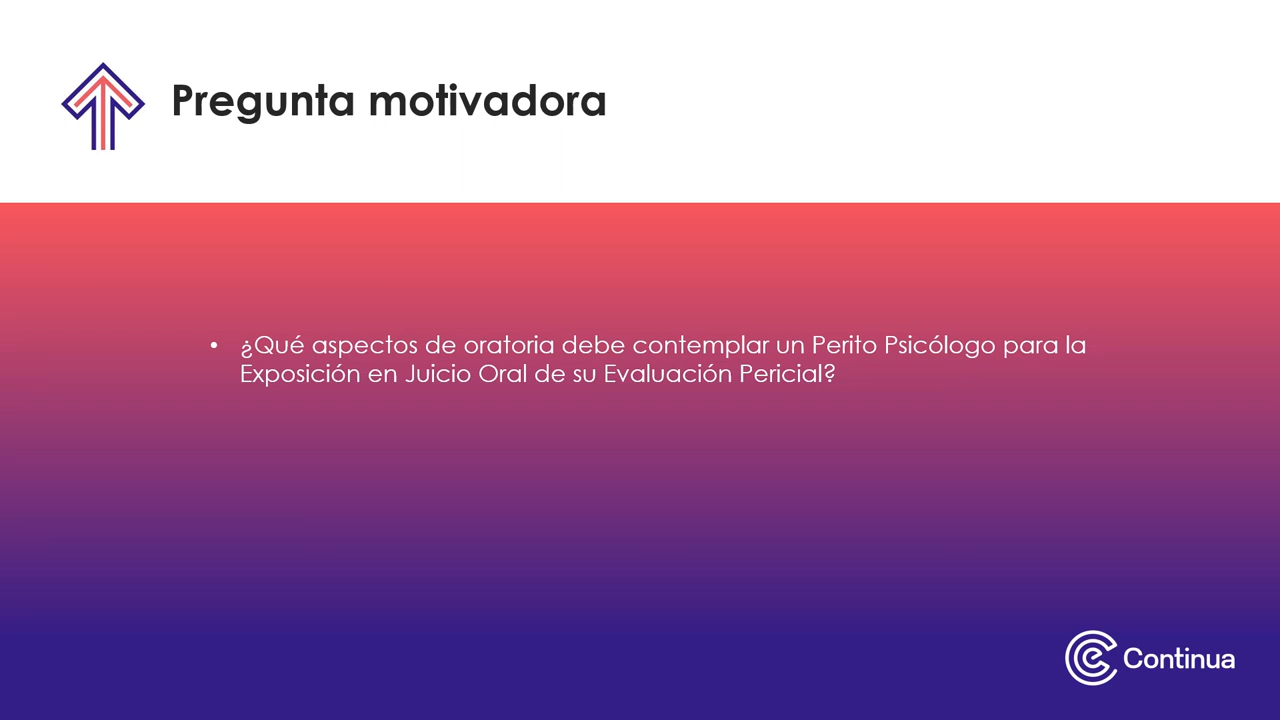 Pregunta motivadora
• ¿Qué aspectos de oratoria debe contemplar un Perito Psicólogo para la
Exposición en Juicio Oral de su Evaluación Pericial?
Continua